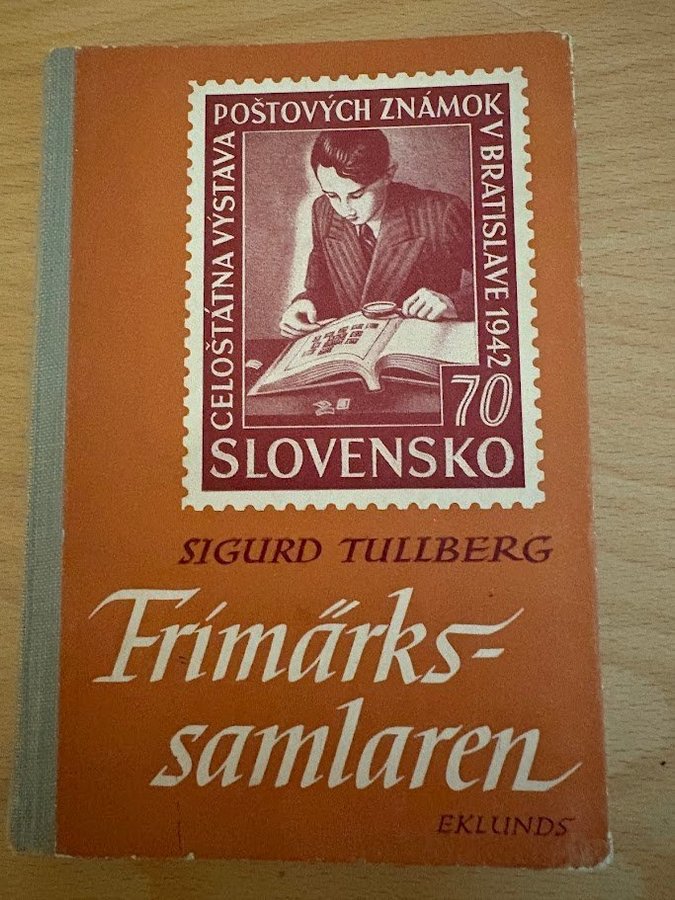 CELOŠTÁTNA VÝSTAVA
POŠTOVÝCH ZNÁMOK
V BRATISLAVE 1942
70
SLOVENSKO
SIGURD TULLBERG
Frimärks-
samlaren
EKLUNDS